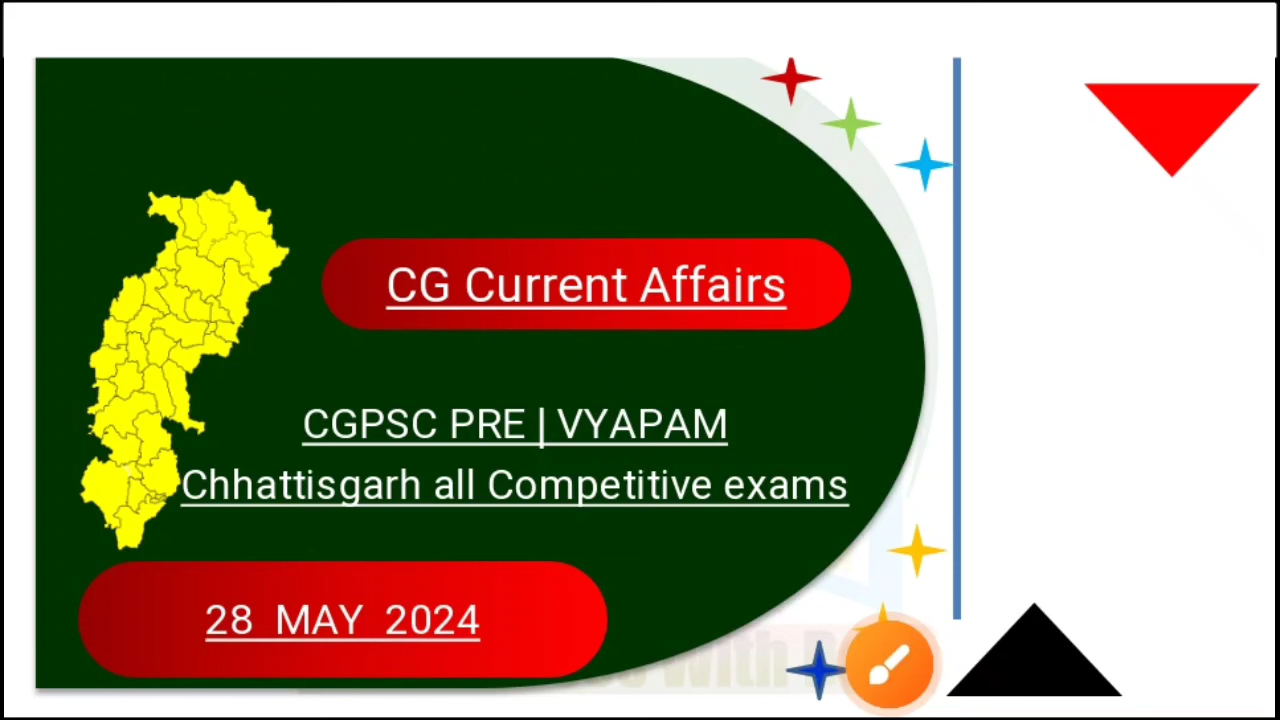 CG Current Affairs
CGPSC PRE | VYAPAM
Chhattisgarh all Competitive exams
28 MAY 2024